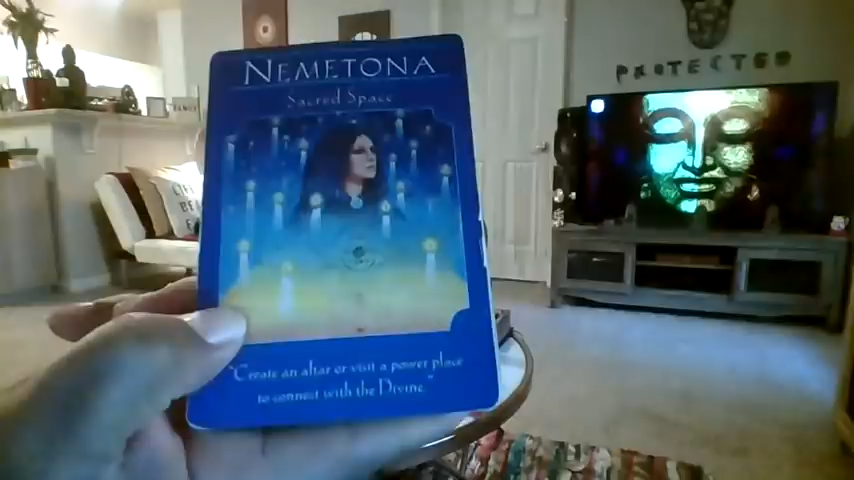 NEMETONA
Sacred Space
"Create an altar or visit a power place
to connect with the Divine."
PROTECTED